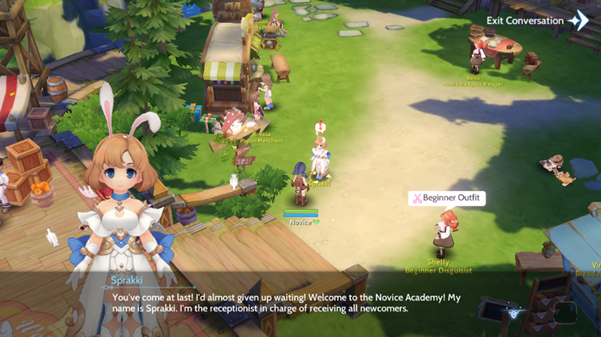 Exit Conversation
Beginner Outfit
Novice
Shelly
Beginner Disguisist
Sprakki
You've come at last! I'd almost given up waiting! Welcome to the Novice Academy! My
name is Sprakki. I'm the receptionist in charge of receiving all newcomers.